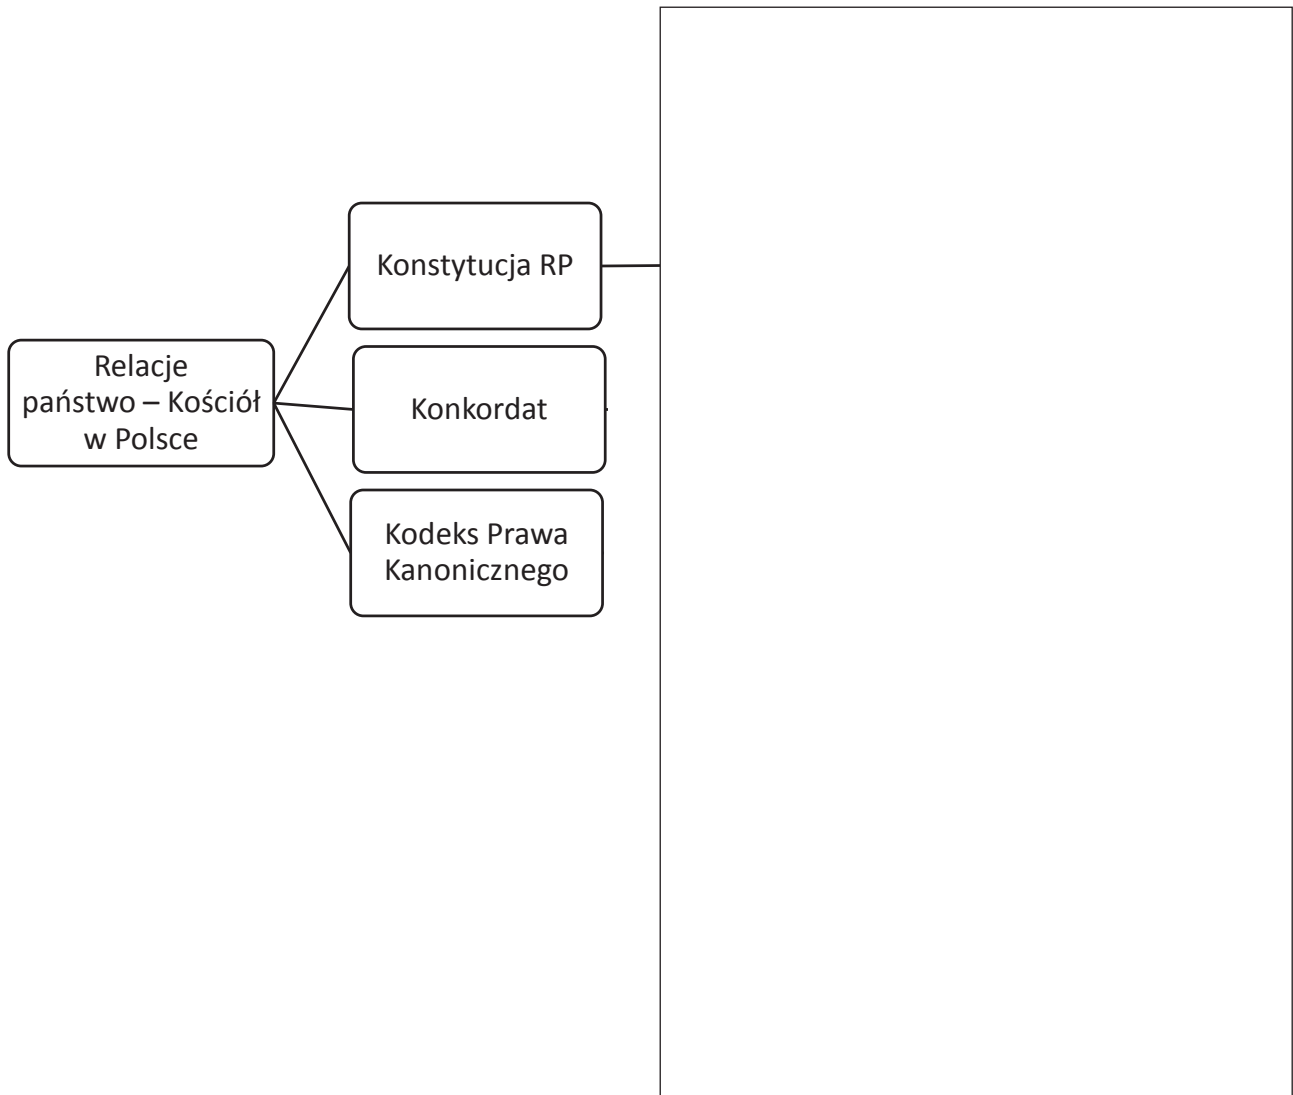 Relacje
państwo – Kościół
w Polsce
Konstytucja RP
Konkordat
Kodeks Prawa
Kanonicznego